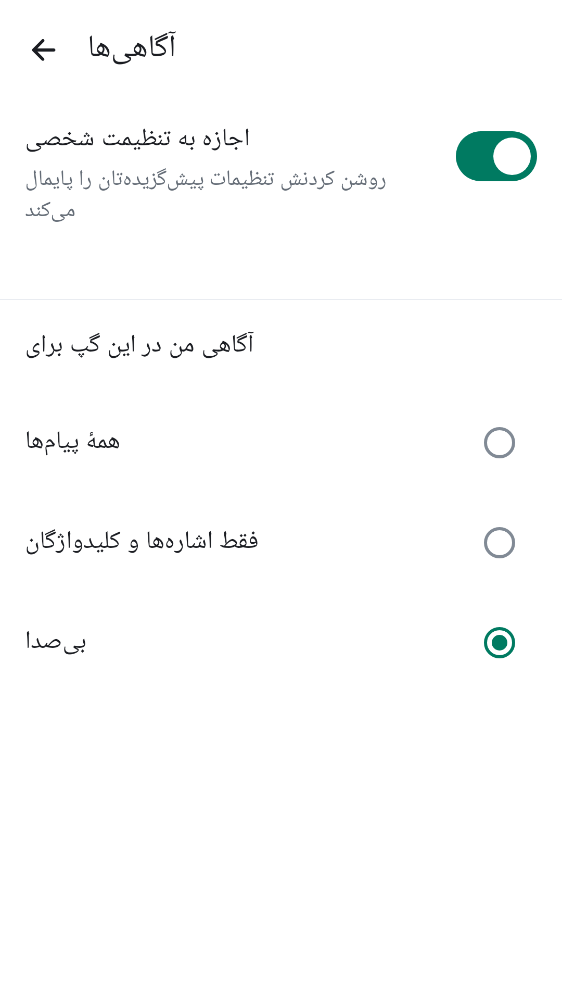 آگاهی‌ها
اجازه به تنظیمت شخصی
روشن کردنش تنظیمات پیش‌گزیده‌تان را پایمال
می‌کند
آگاهی من در این گپ برای
همهٔ پیام‌ها
فقط اشاره‌ها و کلیدواژگان
بی‌صدا